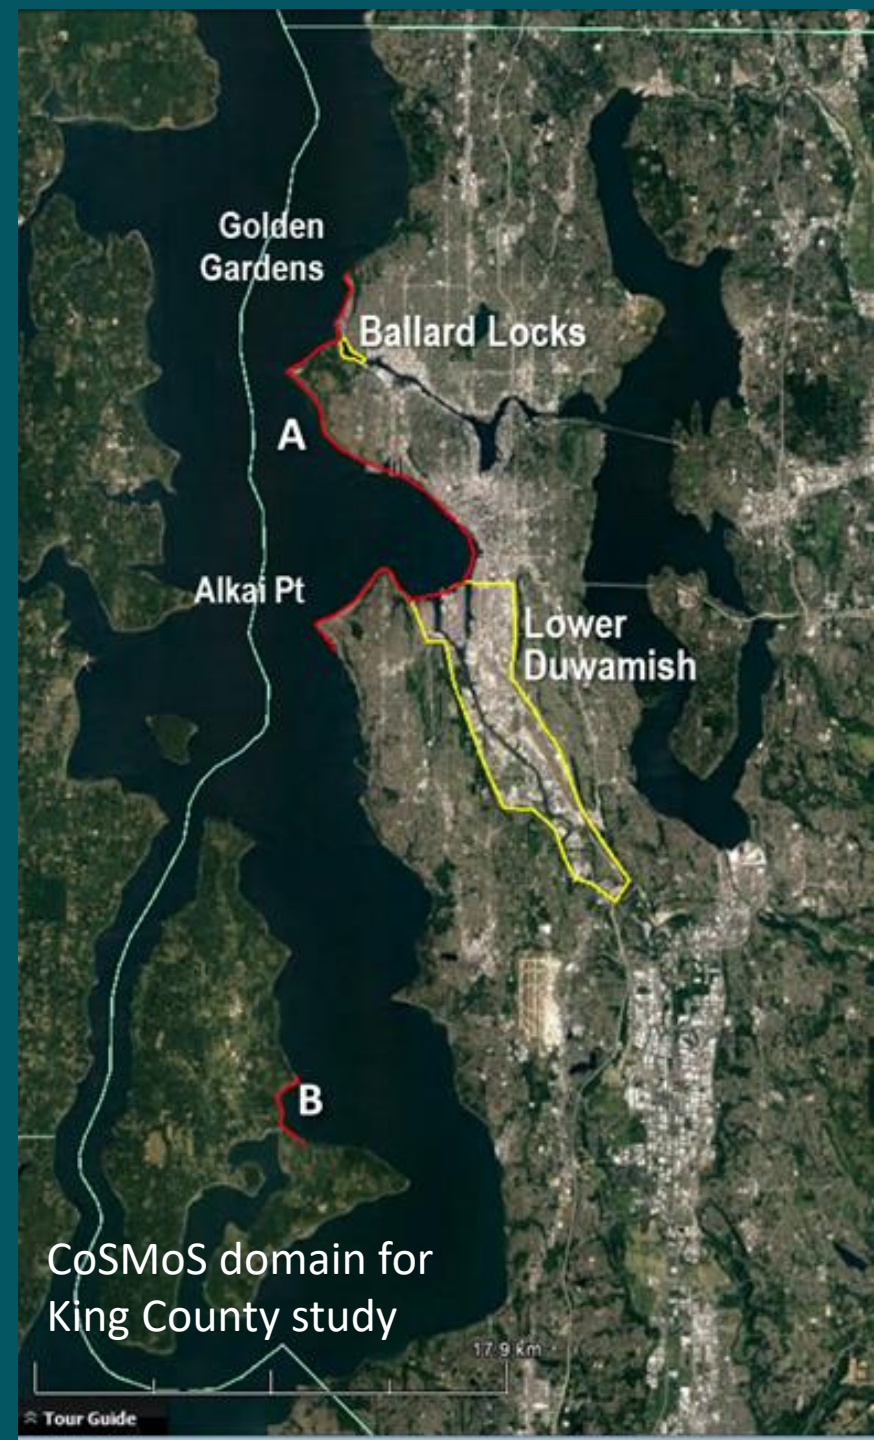 Golden
Gardens
Ballard Locks
A
Alkai Pt
Lower
Duwamish
B
CoSMoS domain for
King County study
17.9 km
Tour Guide